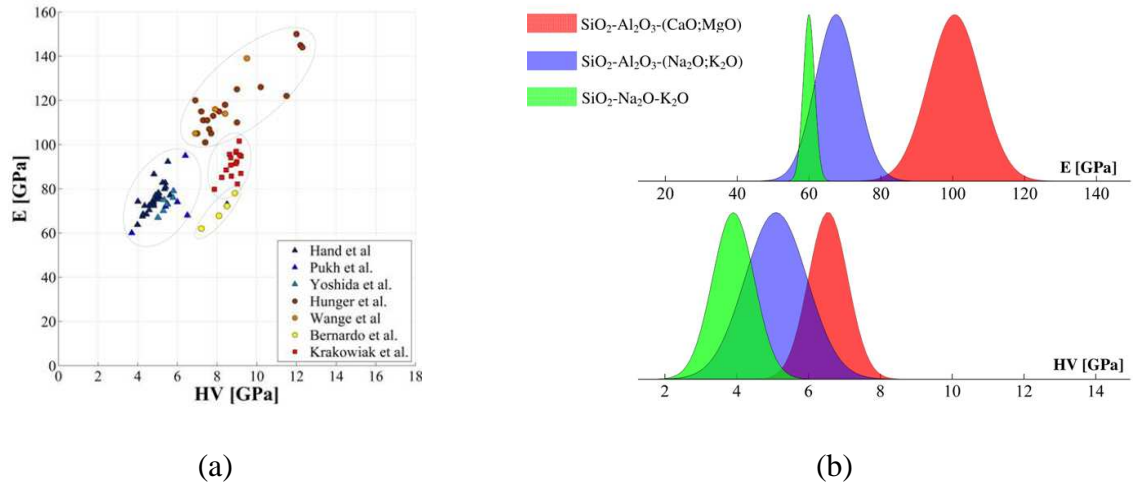 (a)
160
140
120
100
80
60
40
20
0
E [GPa]
0 2 4 6 8 10 12 14 16 18
HV [GPa]
Hand et al
Pukh et al.
Yoshida et al.
Hunger et al.
Wange et al
Bernardo et al.
Krakowiak et al.
(b)
SiO₂-Al₂O₃-(CaO;MgO)
SiO₂-Al₂O₃-(Na₂O;K₂O)
SiO₂-Na₂O-K₂O
E [GPa]
20 40 60 80 100 120 140
HV [GPa]
2 4 6 8 10 12 14
(a)
(b)